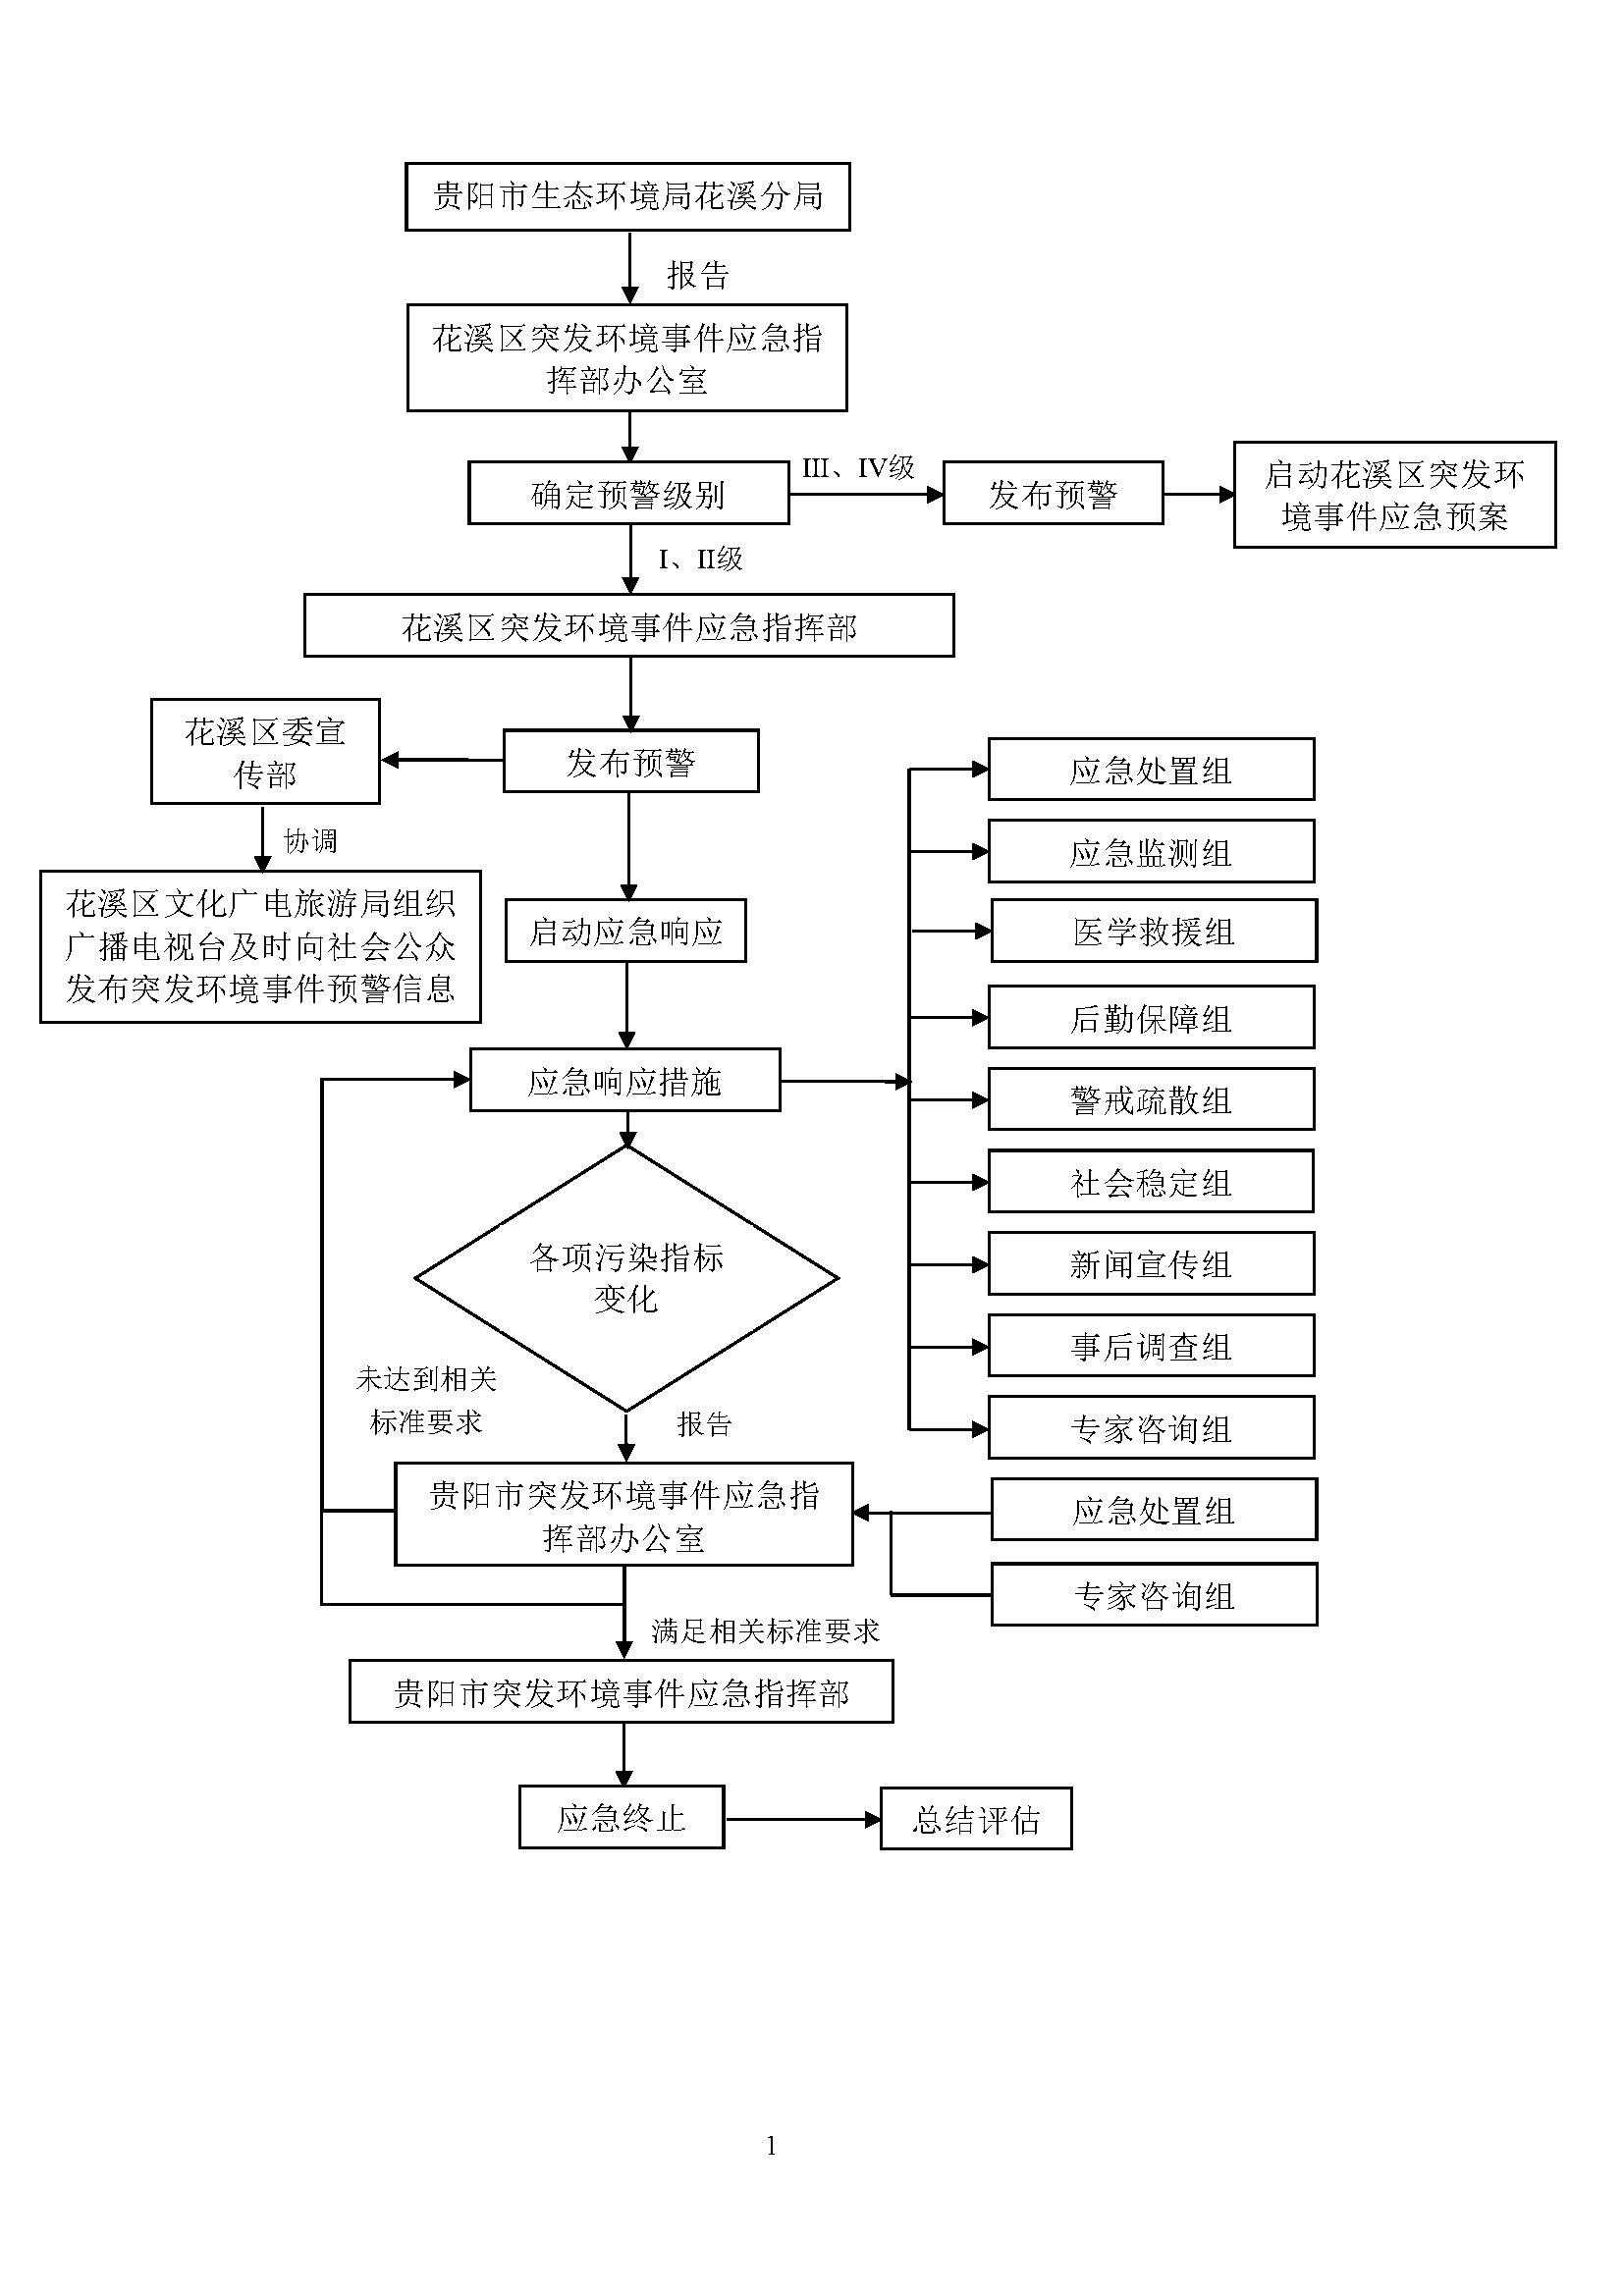 贵阳市生态环境局花溪分局
报告
花溪区突发环境事件应急指
挥部办公室
确定预警级别
III、IV级
发布预警
启动花溪区突发环
境事件应急预案
I、II级
花溪区突发环境事件应急指挥部
花溪区委宣
传部
发布预警
协调
花溪区文化广电旅游局组织
广播电视台及时向社会公众
发布突发环境事件预警信息
启动应急响应
应急响应措施
应急处置组
应急监测组
医学救援组
后勤保障组
警戒疏散组
社会稳定组
新闻宣传组
事后调查组
专家咨询组
各项污染指标
变化
未达到相关
标准要求
报告
贵阳市突发环境事件应急指
挥部办公室
应急处置组
专家咨询组
满足相关标准要求
贵阳市突发环境事件应急指挥部
应急终止
总结评估
1